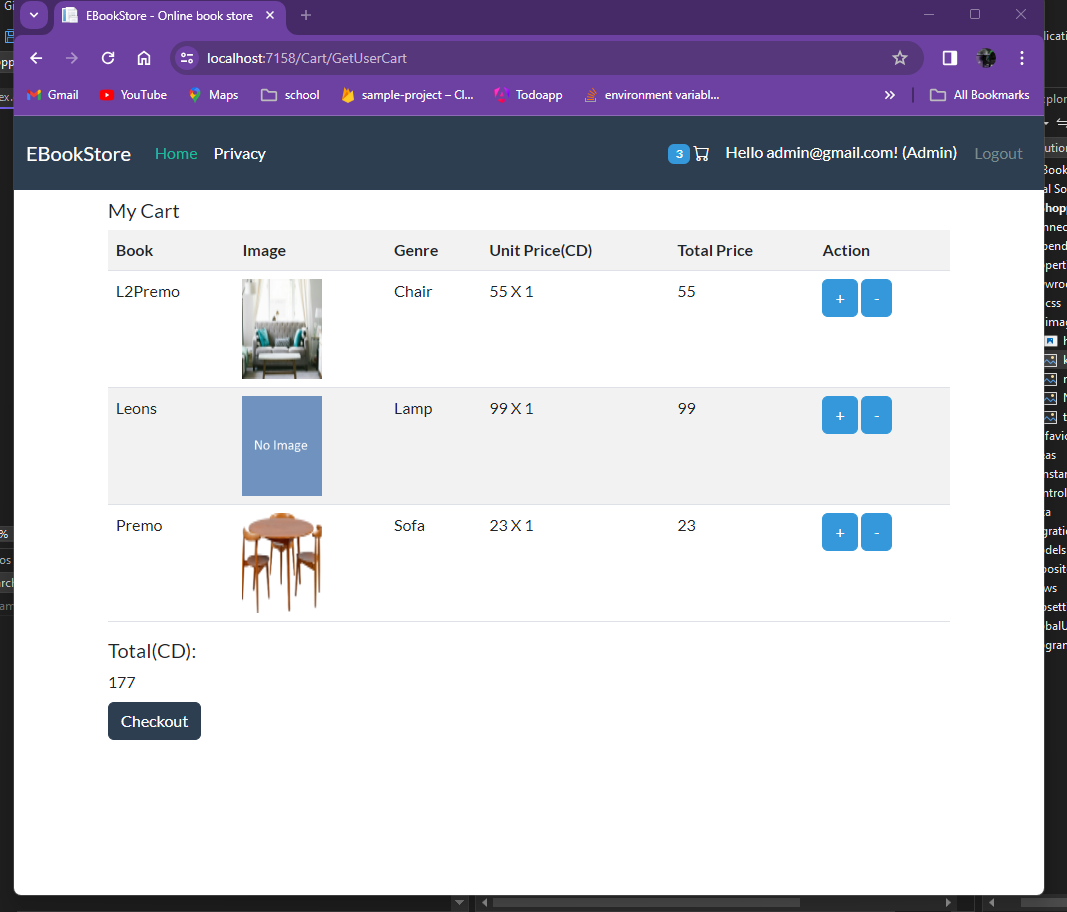 EBookStore - Online book store
localhost:7158/Cart/GetUserCart
Gmail YouTube Maps school sample-project – Cl... Todoapp environment variabl... All Bookmarks
EBookStore Home Privacy 3 Hello admin@gmail.com! (Admin) Logout
My Cart
Book Image Genre Unit Price(CD) Total Price Action
L2Premo Chair 55 X 1 55 + -
Leons Lamp 99 X 1 99 + -
No Image
Premo Sofa 23 X 1 23 + -
Total(CD):
177
Checkout